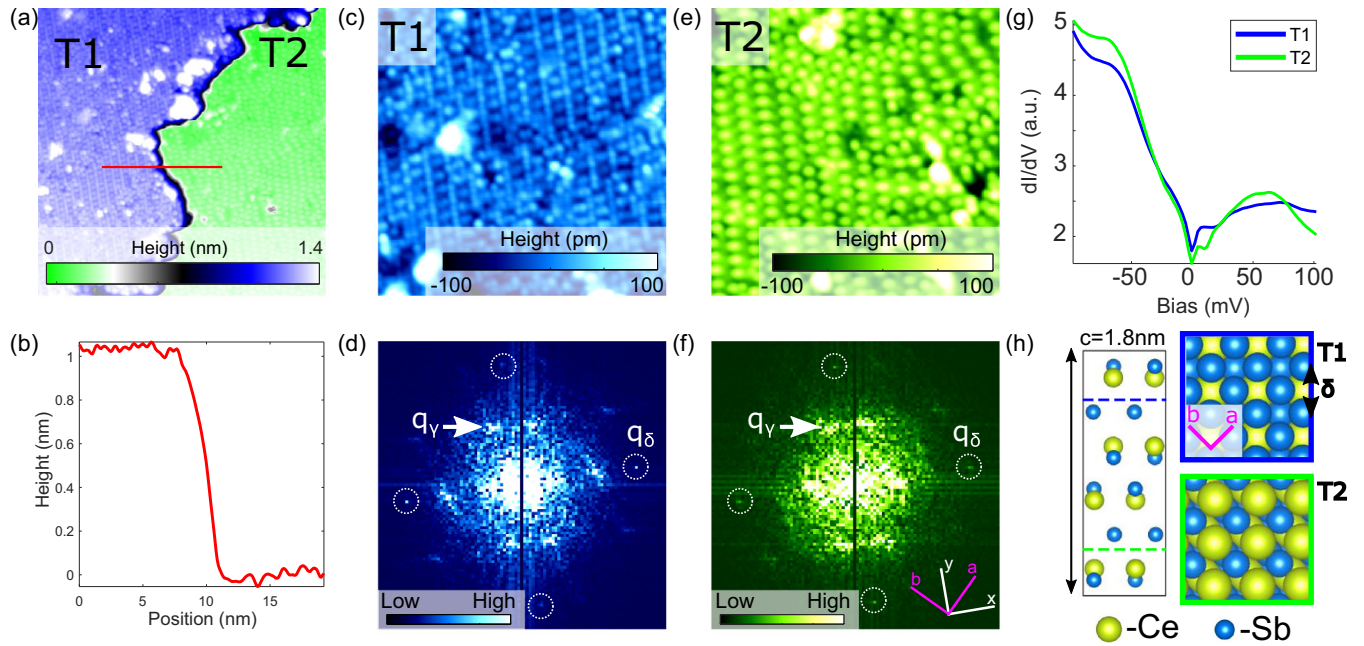 (a)
T1
T2
0
Height (nm)
1.4
(c)
T1
Height (pm)
-100
100
(e)
T2
Height (pm)
-100
100
(g)
T1
T2
5
4
3
2
dI/dV (a.u.)
-50
0
50
100
Bias (mV)
(b)
1
0.8
0.6
0.4
0.2
0
Height (nm)
0
5
10
15
Position (nm)
(d)
qγ
qδ
Low
High
(f)
qγ
qδ
Low
High
b
y
a
x
(h)
c=1.8nm
T1
δ
b
a
T2
-Ce
-Sb